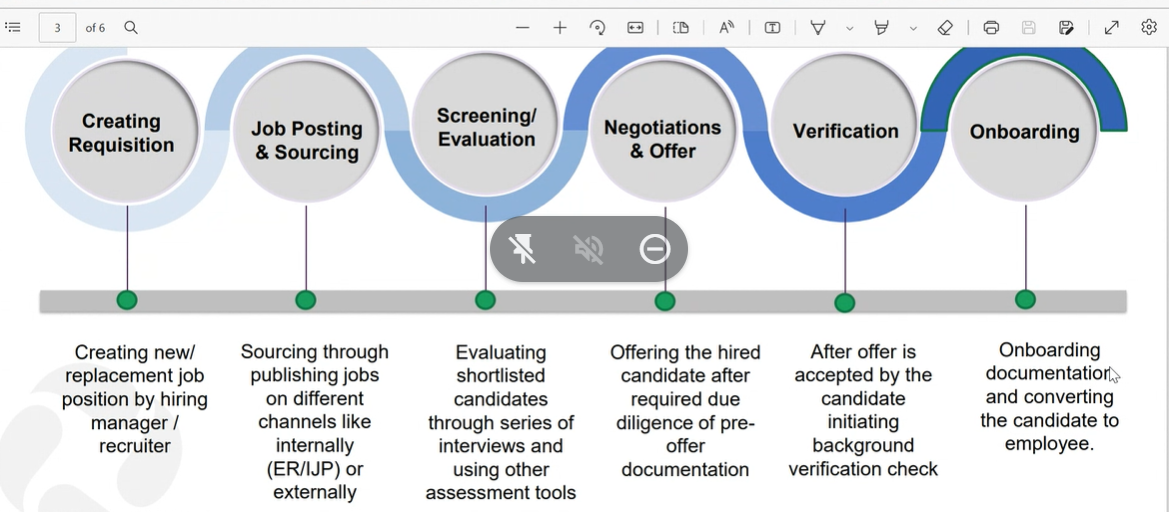 3 of 6
Creating
Requisition
Job Posting
& Sourcing
Screening/
Evaluation
Negotiations
& Offer
Verification
Onboarding
Creating new/
replacement job
position by hiring
manager /
recruiter
Sourcing through
publishing jobs
on different
channels like
internally
(ER/IJP) or
externally
Evaluating
shortlisted
candidates
through series of
interviews and
using other
assessment tools
Offering the hired
candidate after
required due
diligence of pre-
offer
documentation
After offer is
accepted by the
candidate
initiating
background
verification check
Onboarding
documentation
and converting
the candidate to
employee.